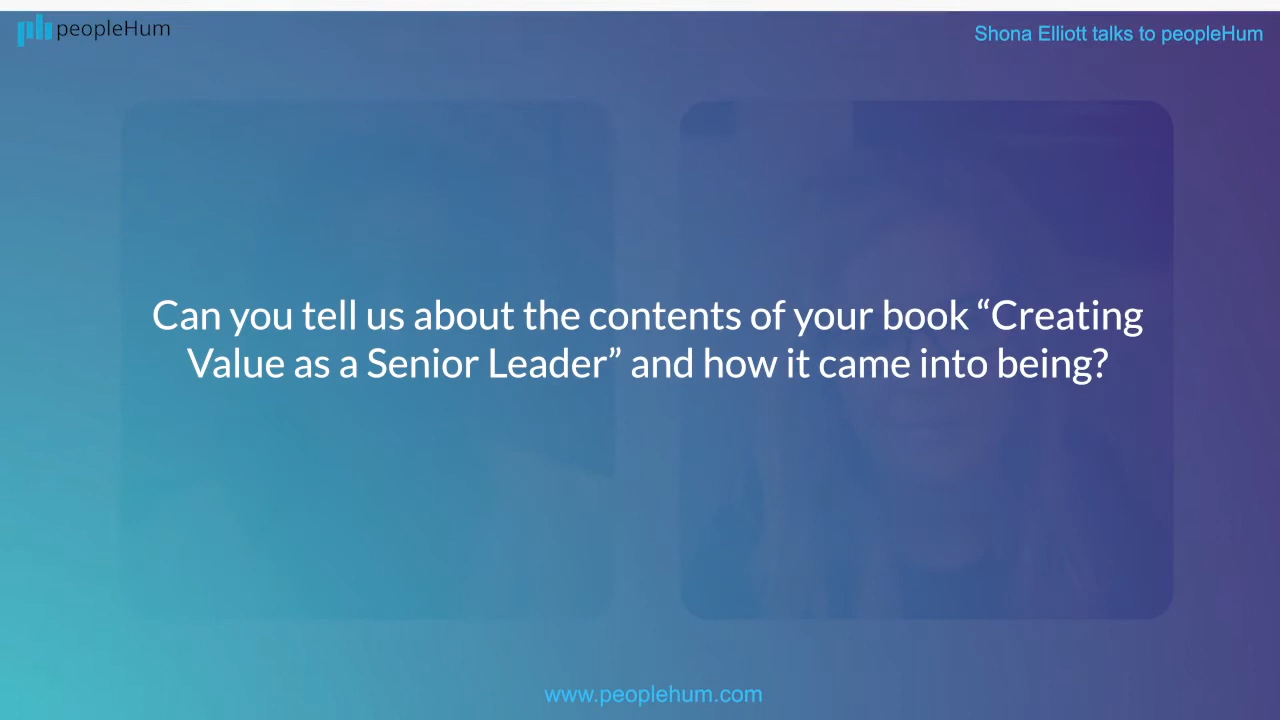 peopleHum
Shona Elliott talks to peopleHum
Can you tell us about the contents of your book “Creating
Value as a Senior Leader” and how it came into being?
www.peoplehum.com